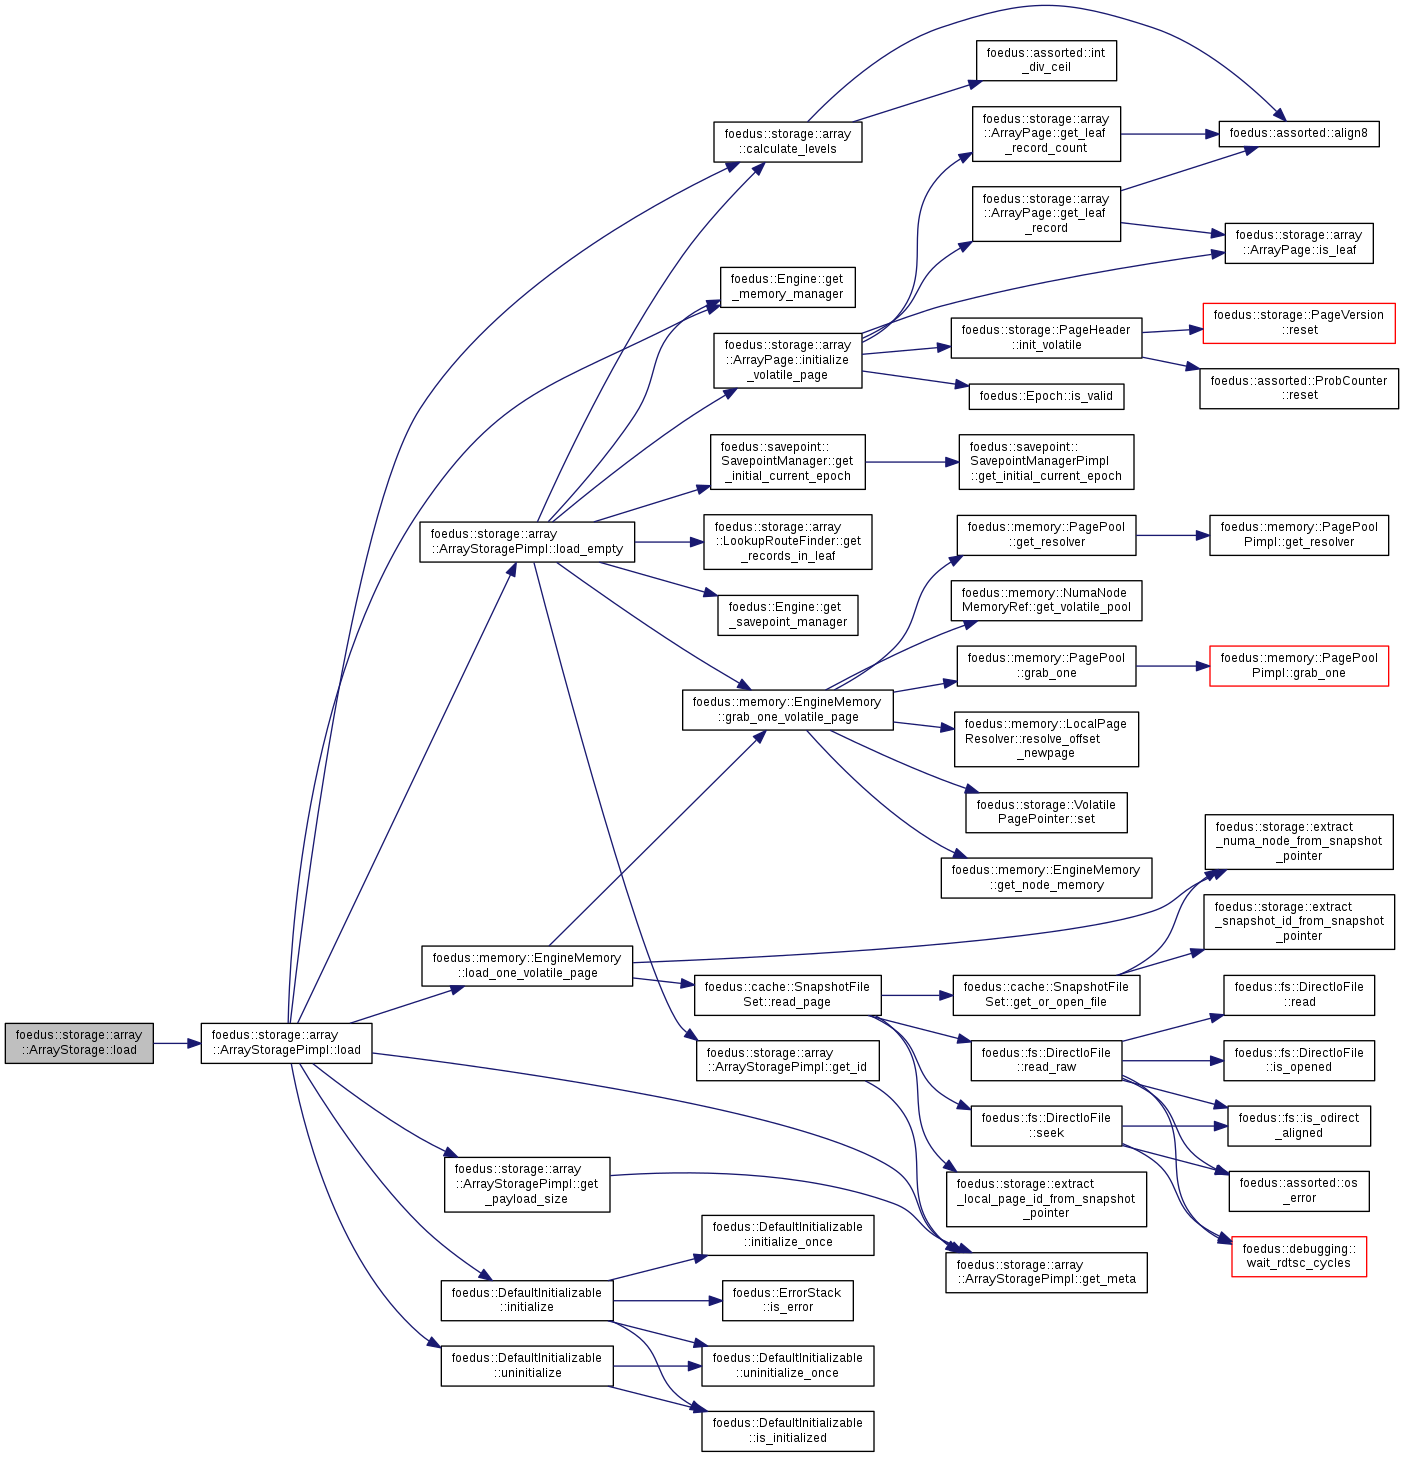 foedus::storage::array
::ArrayStorage::load
foedus::storage::array
::ArrayStoragePimpl::load
foedus::storage::array
::ArrayStoragePimpl::load_empty
foedus::memory::EngineMemory
::load_one_volatile_page
foedus::storage::array
::ArrayStoragePimpl::get
_payload_size
foedus::DefaultInitializable
::initialize
foedus::DefaultInitializable
::uninitialize
foedus::storage::array
::calculate_levels
foedus::Engine::get
_memory_manager
foedus::storage::array
::ArrayPage::initialize
_volatile_page
foedus::savepoint::
SavepointManager::get
_initial_current_epoch
foedus::storage::array
::LookupRouteFinder::get
_records_in_leaf
foedus::Engine::get
_savepoint_manager
foedus::memory::EngineMemory
::grab_one_volatile_page
foedus::cache::SnapshotFile
Set::read_page
foedus::storage::array
::ArrayStoragePimpl::get_id
foedus::DefaultInitializable
::initialize_once
foedus::ErrorStack
::is_error
foedus::DefaultInitializable
::uninitialize_once
foedus::DefaultInitializable
::is_initialized
foedus::assorted::int
_div_ceil
foedus::storage::array
::ArrayPage::get_leaf
_record_count
foedus::storage::array
::ArrayPage::get_leaf
_record
foedus::storage::PageHeader
::init_volatile
foedus::Epoch::is_valid
foedus::savepoint::
SavepointManagerPimpl
::get_initial_current_epoch
foedus::memory::PagePool
::get_resolver
foedus::memory::NumaNode
MemoryRef::get_volatile_pool
foedus::memory::PagePool
::grab_one
foedus::memory::LocalPage
Resolver::resolve_offset
_newpage
foedus::storage::Volatile
PagePointer::set
foedus::memory::EngineMemory
::get_node_memory
foedus::cache::SnapshotFile
Set::get_or_open_file
foedus::fs::DirectIoFile
::read_raw
foedus::fs::DirectIoFile
::seek
foedus::storage::extract
_local_page_id_from_snapshot
_pointer
foedus::storage::array
::ArrayStoragePimpl::get_meta
foedus::assorted::align8
foedus::storage::array
::ArrayPage::is_leaf
foedus::storage::PageVersion
::reset
foedus::assorted::ProbCounter
::reset
foedus::memory::PagePool
Pimpl::get_resolver
foedus::memory::PagePool
Pimpl::grab_one
foedus::storage::extract
_numa_node_from_snapshot
_pointer
foedus::storage::extract
_snapshot_id_from_snapshot
_pointer
foedus::fs::DirectIoFile
::read
foedus::fs::DirectIoFile
::is_opened
foedus::fs::is_odirect
_aligned
foedus::assorted::os
_error
foedus::debugging::
wait_rdtsc_cycles